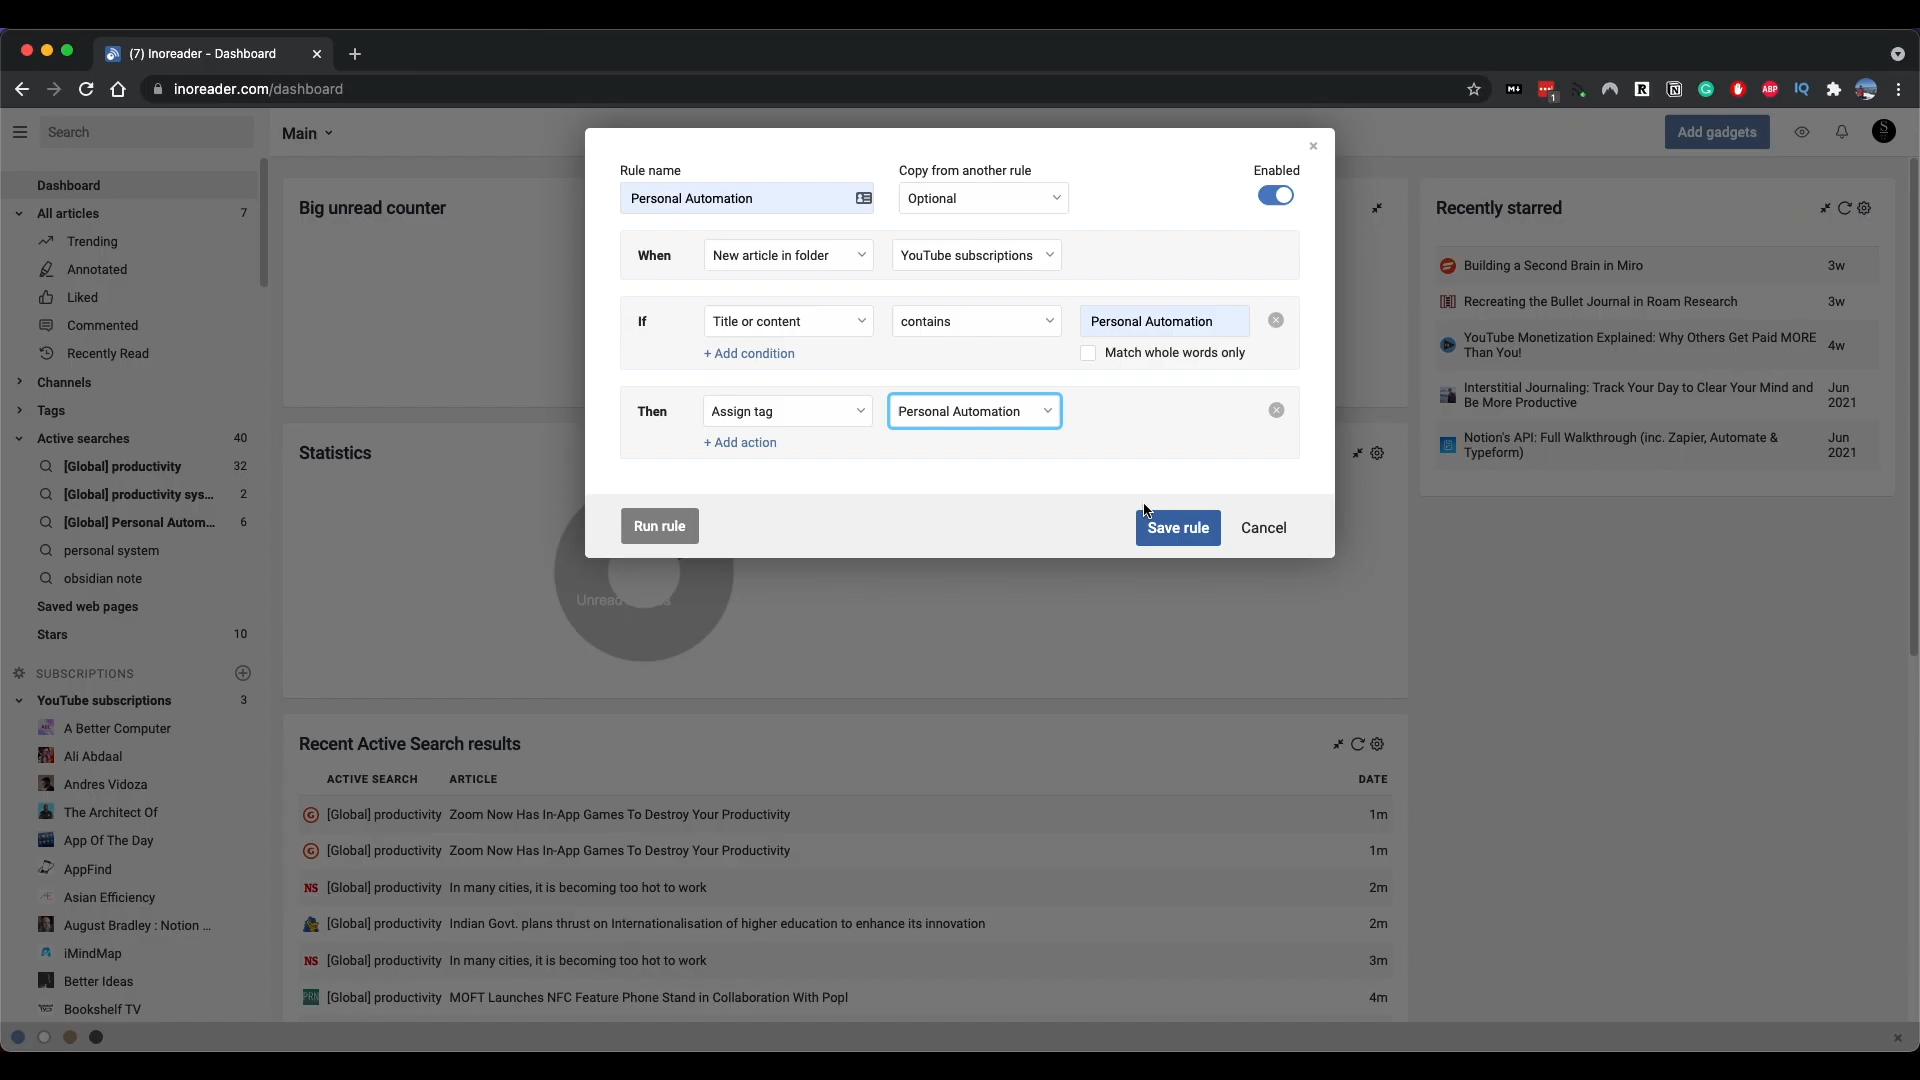 (7) Inoreader - Dashboard
inoreader.com/dashboard
Search
Main
Add gadgets
Dashboard
All articles 7
Trending
Annotated
Liked
Commented
Recently Read
Channels
Tags
Active searches 40
[Global] productivity 32
[Global] productivity sys... 2
[Global] Personal Autom... 6
personal system
obsidian note
Saved web pages
Stars 10
SUBSCRIPTIONS
YouTube subscriptions 3
A Better Computer
Ali Abdaal
Andres Vidoza
The Architect Of
App Of The Day
AppFind
Asian Efficiency
August Bradley : Notion ...
iMindMap
Better Ideas
Bookshelf TV
Big unread counter
Rule name
Personal Automation
Copy from another rule
Optional
Enabled
When New article in folder YouTube subscriptions
If Title or content contains Personal Automation
+ Add condition Match whole words only
Then Assign tag Personal Automation
+ Add action
Run rule Save rule Cancel
Statistics
Recent Active Search results
ACTIVE SEARCH ARTICLE DATE
[Global] productivity Zoom Now Has In-App Games To Destroy Your Productivity 1m
[Global] productivity Zoom Now Has In-App Games To Destroy Your Productivity 1m
NS [Global] productivity In many cities, it is becoming too hot to work 2m
[Global] productivity Indian Govt. plans thrust on Internationalisation of higher education to enhance its innovation 2m
NS [Global] productivity In many cities, it is becoming too hot to work 3m
PRN [Global] productivity MOFT Launches NFC Feature Phone Stand in Collaboration With Popl 4m
Recently starred
Building a Second Brain in Miro 3w
Recreating the Bullet Journal in Roam Research 3w
YouTube Monetization Explained: Why Others Get Paid MORE
Than You! 4w
Interstitial Journaling: Track Your Day to Clear Your Mind and
Be More Productive Jun
2021
Notion's API: Full Walkthrough (inc. Zapier, Automate &
Typeform) Jun
2021